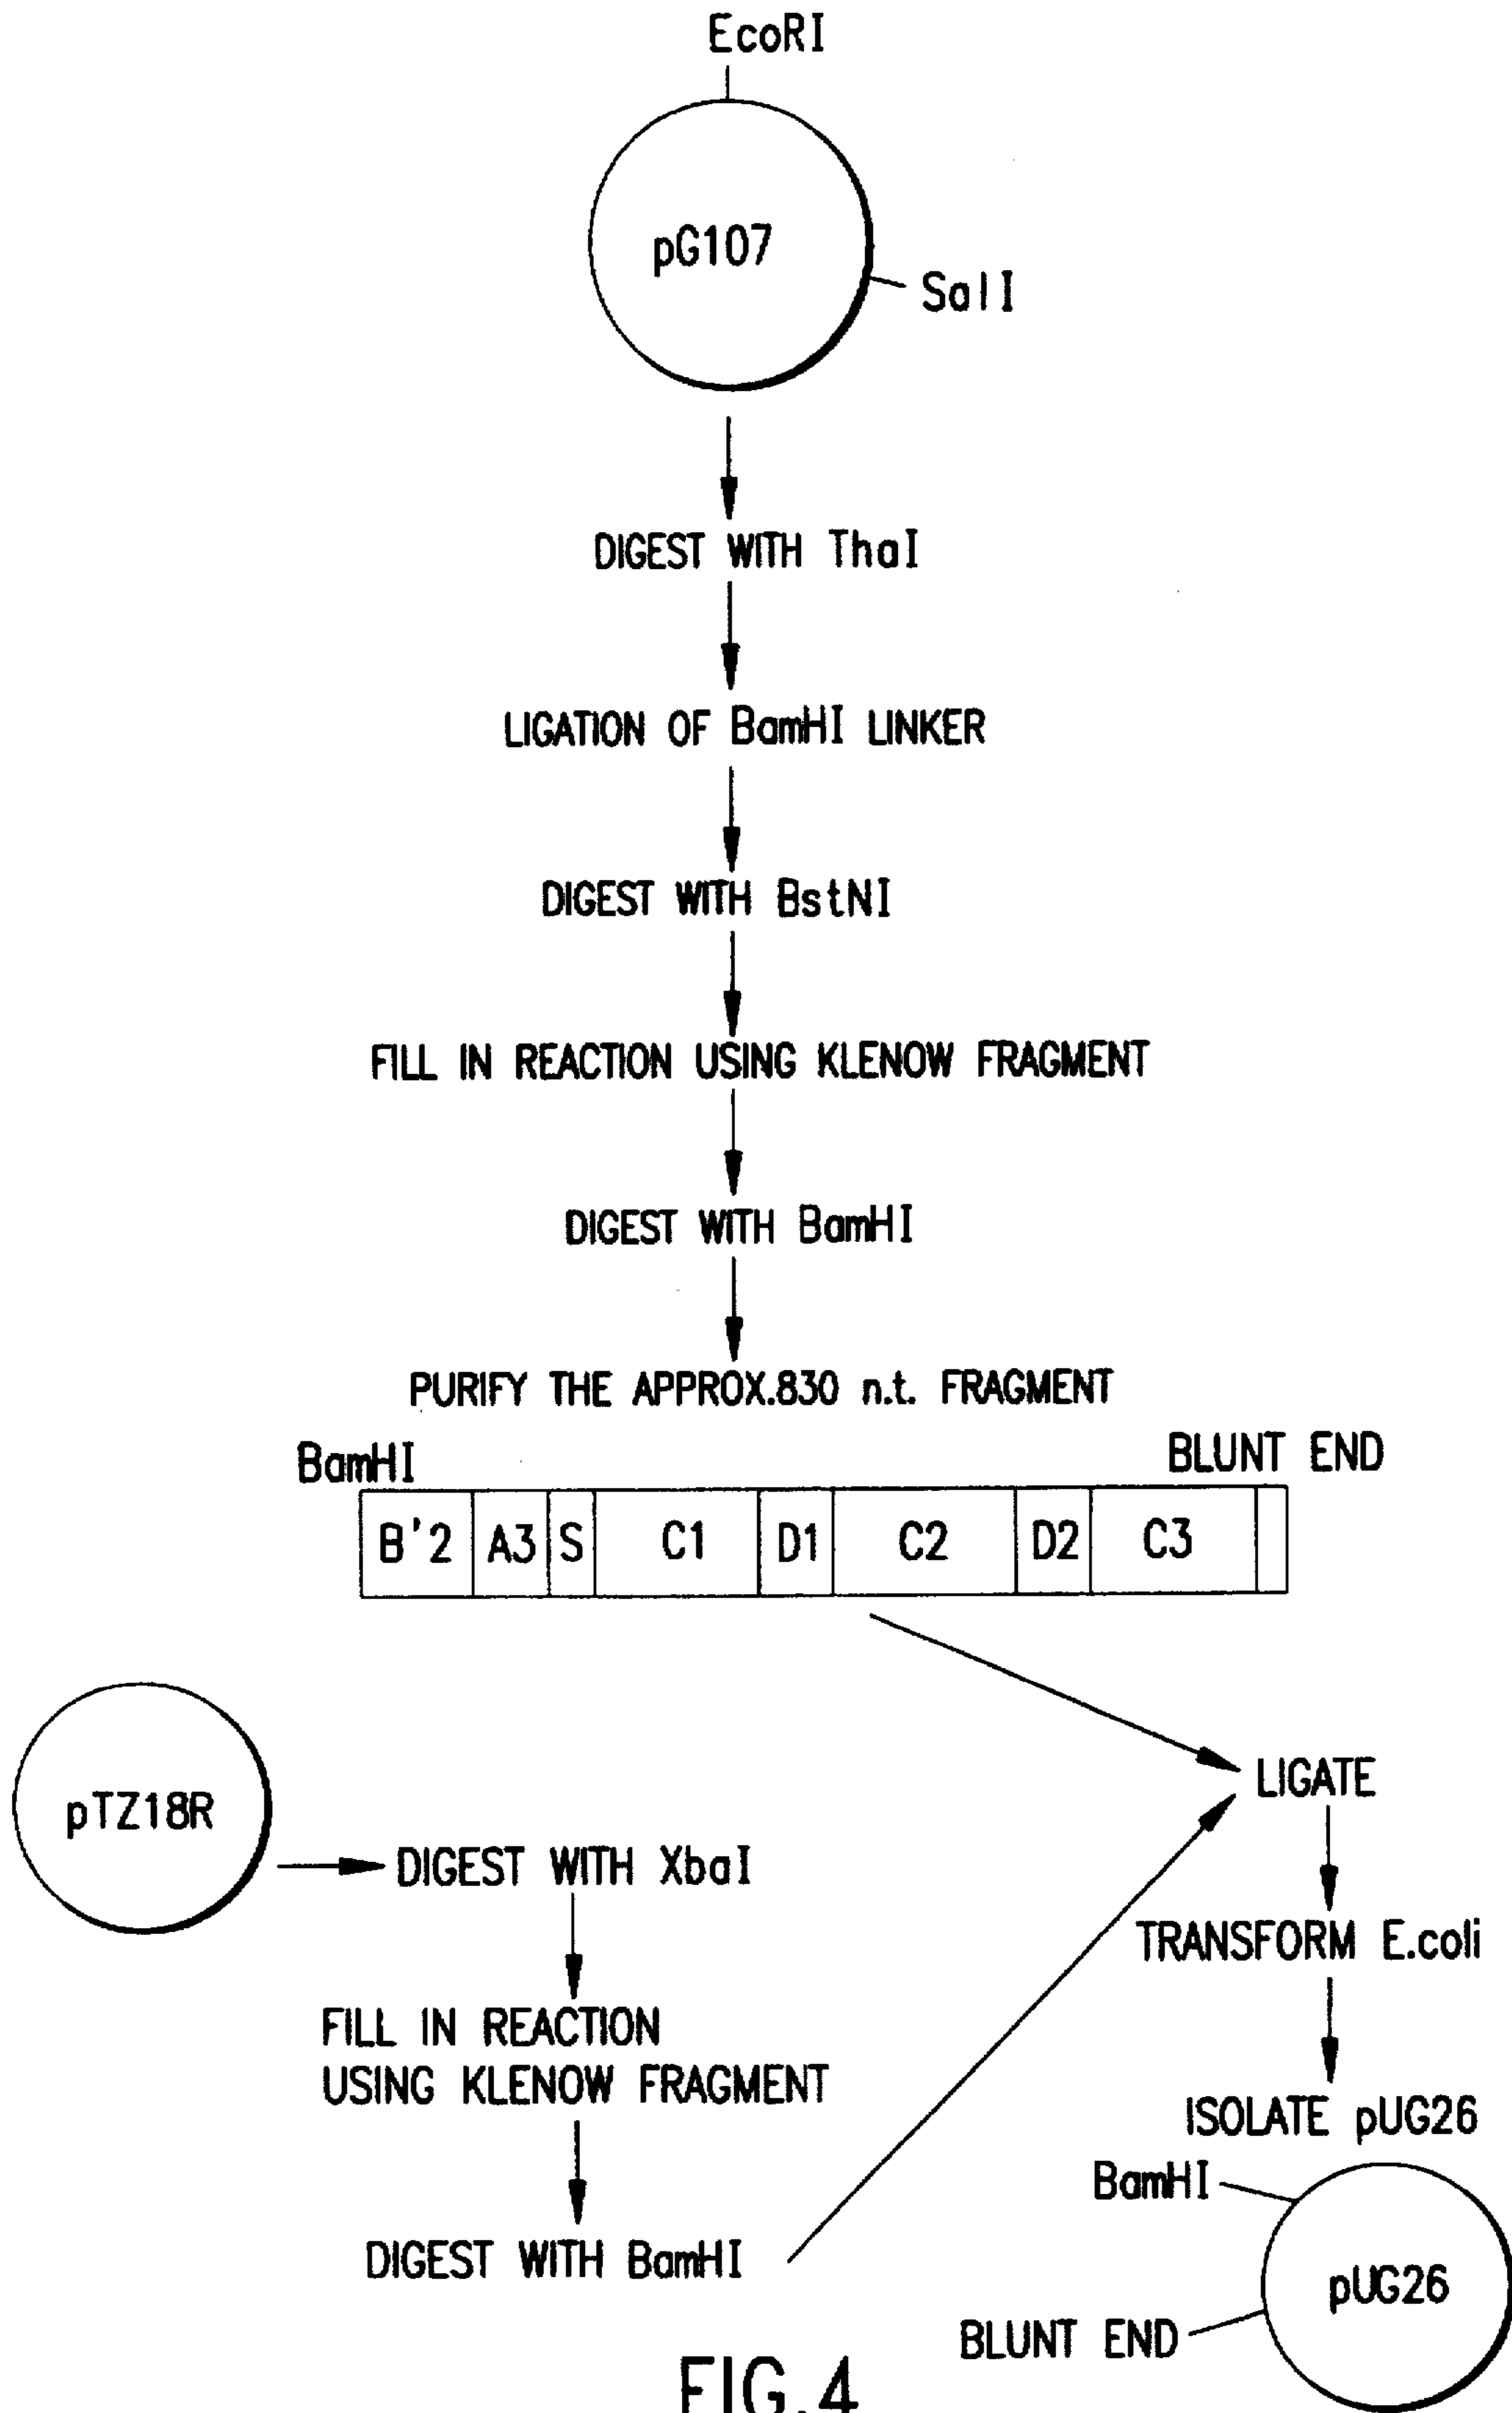 EcoRI
pG107
SalI
DIGEST WITH ThaI
LIGATION OF BamHI LINKER
DIGEST WITH BstNI
FILL IN REACTION USING KLENOW FRAGMENT
DIGEST WITH BamHI
PURIFY THE APPROX.830 n.t. FRAGMENT
BamHI
BLUNT END
B'2 A3 S C1 D1 C2 D2 C3
LIGATE
pTZ18R
DIGEST WITH XbaI
TRANSFORM E.coli
FILL IN REACTION
USING KLENOW FRAGMENT
ISOLATE pUG26
BamHI
DIGEST WITH BamHI
pUG26
BLUNT END
FIG.4